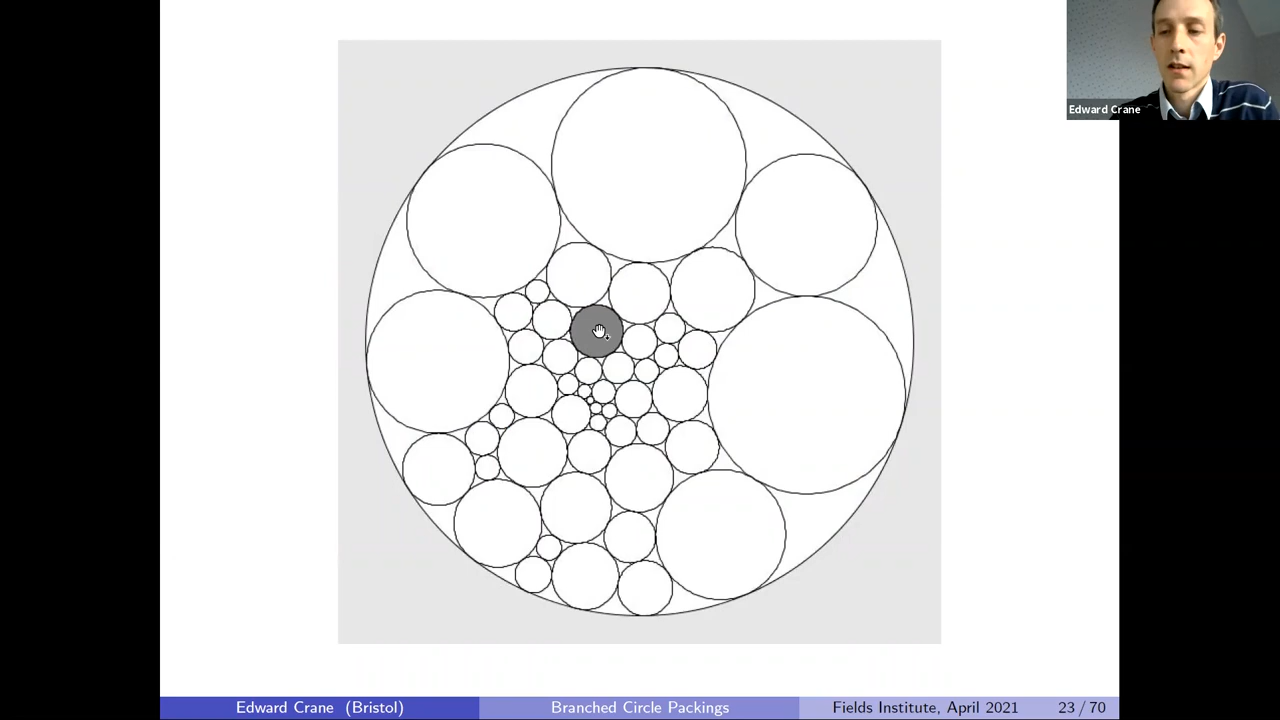 Edward Crane
Edward Crane (Bristol)
Branched Circle Packings
Fields Institute, April 2021
23 / 70